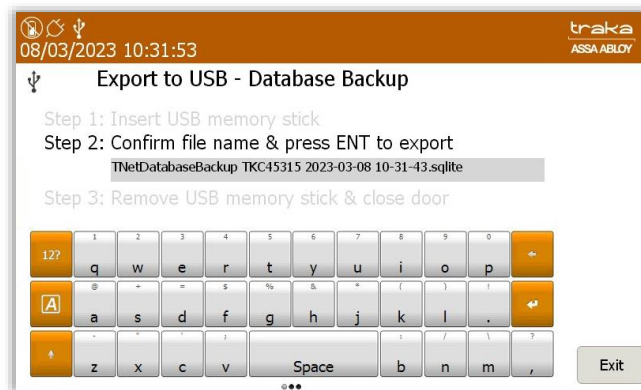 traka
08/03/2023 10:31:53
ASSA ABLOY
Export to USB - Database Backup
Step 1: Insert USB memory stick
Step 2: Confirm file name & press ENT to export
TNetDatabaseBackup TKC45315 2023-03-08 10-31-43.sqlite
Step 3: Remove USB memory stick & close door
1 2 3 4 5 6 7 8 9 0
12? q w e r t y u i o p
@ + = $ % & * ( ) !
A a s d f g h j k l .
- " ' ; : / \ ?
z x c v Space b n m ,
Exit